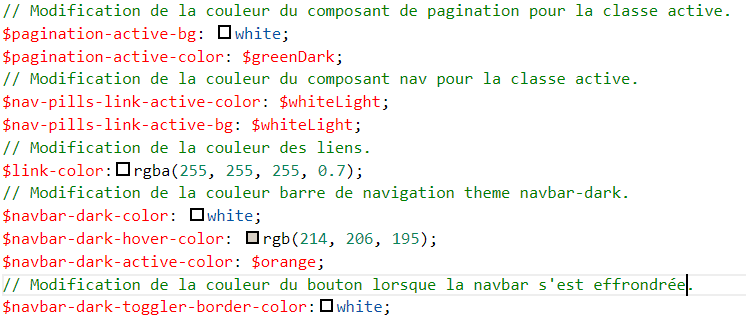 // Modification de la couleur du composant de pagination pour la classe active.
$pagination-active-bg: white;
$pagination-active-color: $greenDark;
// Modification de la couleur du composant nav pour la classe active.
$nav-pills-link-active-color: $whiteLight;
$nav-pills-link-active-bg: $whiteLight;
// Modification de la couleur des liens.
$link-color:rgba(255, 255, 255, 0.7);
// Modification de la couleur barre de navigation theme navbar-dark.
$navbar-dark-color: white;
$navbar-dark-hover-color: rgb(214, 206, 195);
$navbar-dark-active-color: $orange;
// Modification de la couleur du bouton lorsque la navbar s'est effrondrée.
$navbar-dark-toggler-border-color:white;